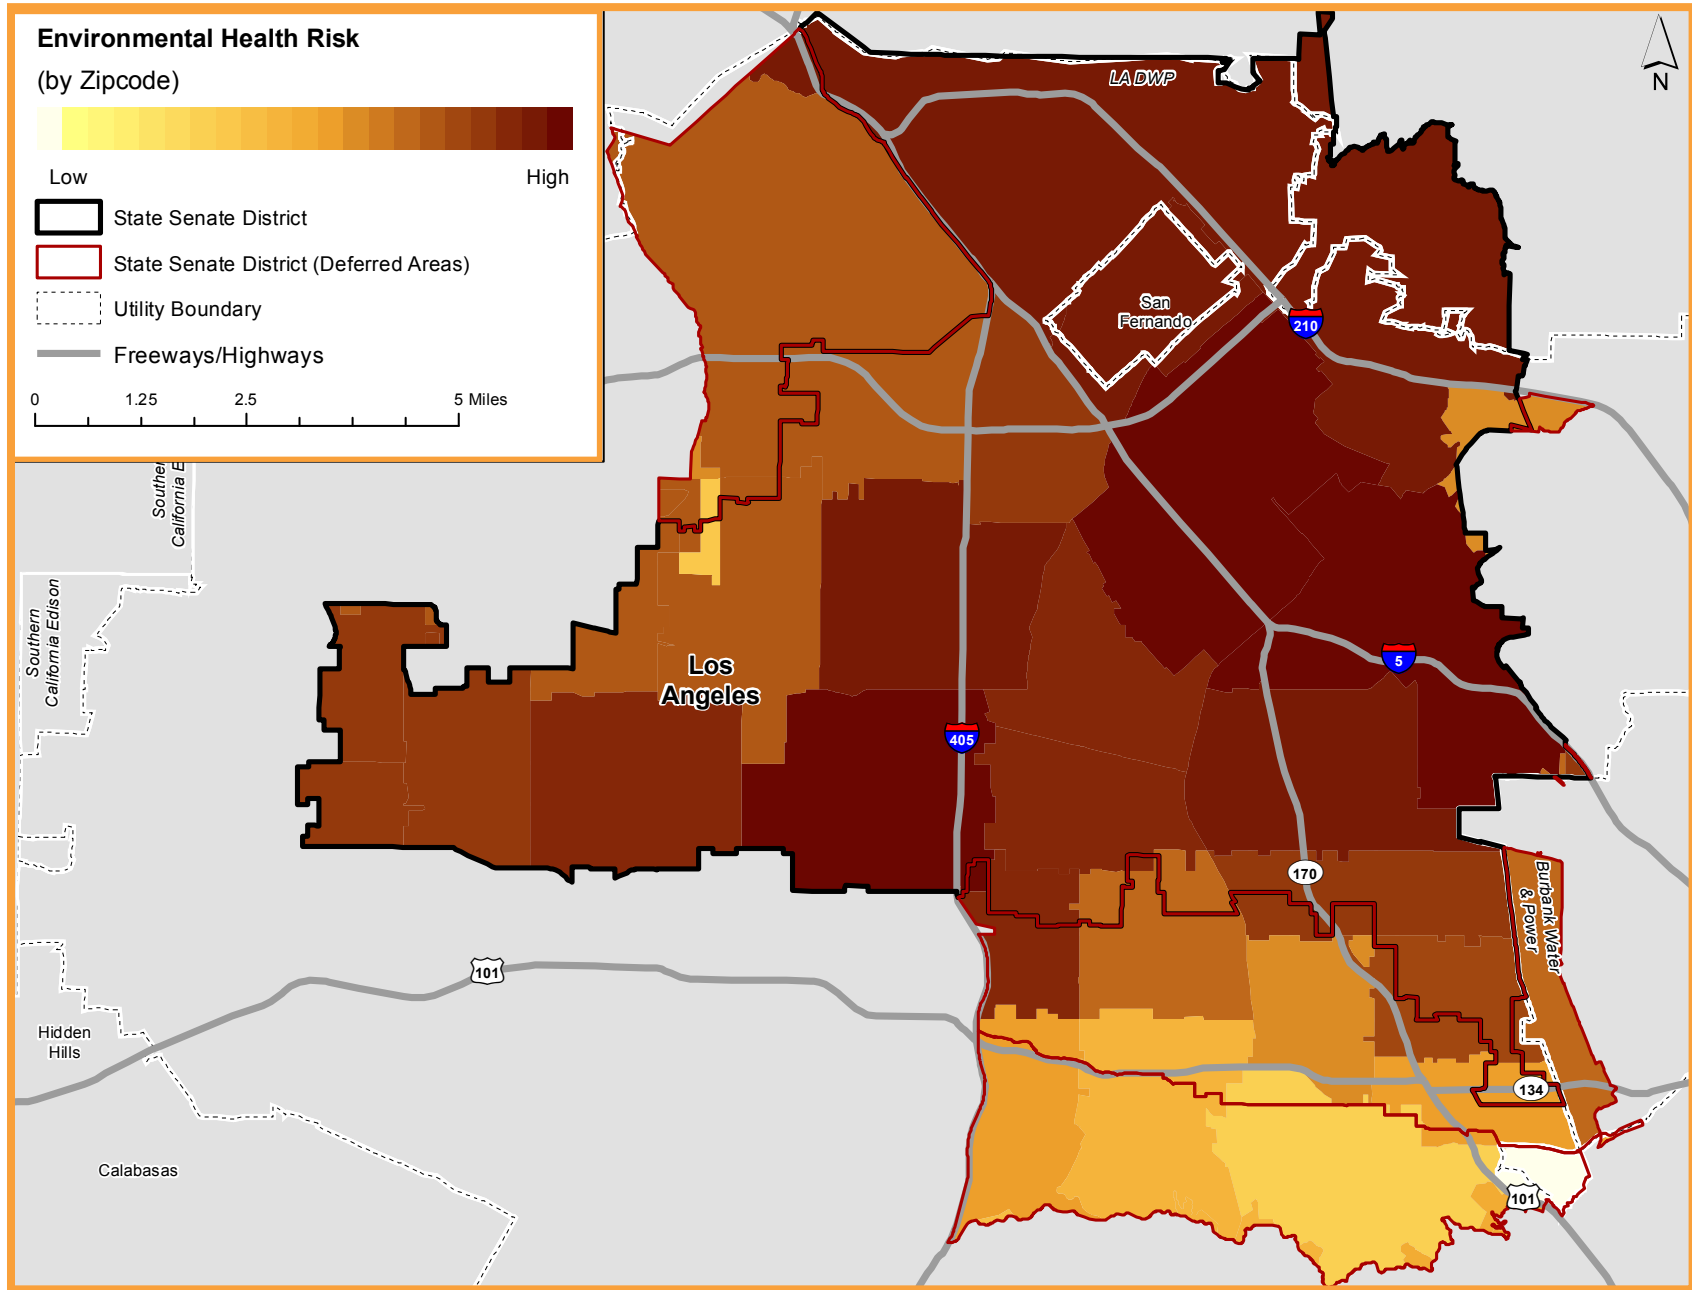 Environmental Health Risk
(by Zipcode)
Low High
State Senate District
State Senate District (Deferred Areas)
Utility Boundary
Freeways/Highways
0 1.25 2.5 5 Miles
N
LA DWP
San
Fernando
210
Southern
California E
Southern
California Edison
Los
Angeles
5
405
170
Burbank Water
& Power
101
Hidden
Hills
134
Calabasas
101